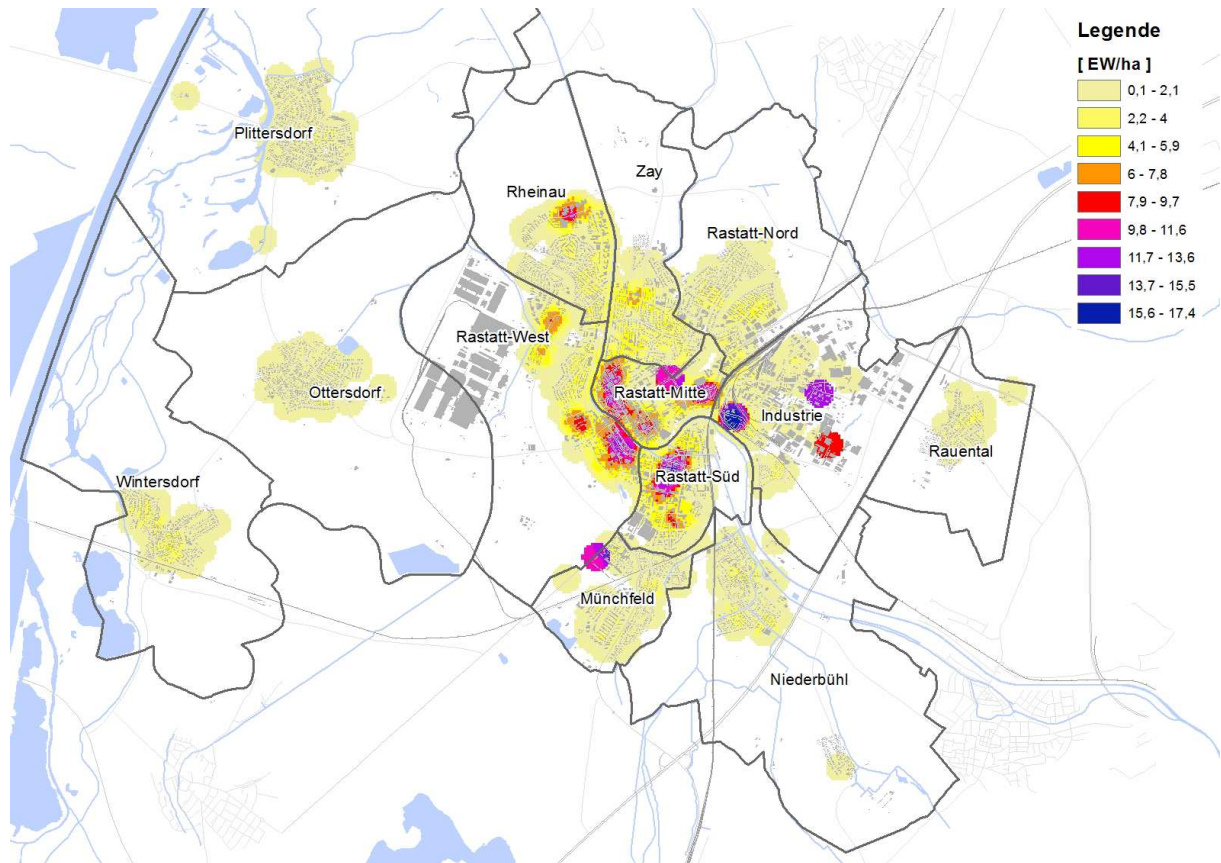 Legende
[ EW/ha ]
0,1 - 2,1
2,2 - 4
4,1 - 5,9
6 - 7,8
7,9 - 9,7
9,8 - 11,6
11,7 - 13,6
13,7 - 15,5
15,6 - 17,4
Plittersdorf
Zay
Rheinau
Rastatt-Nord
Rastatt-West
Ottersdorf
Rastatt-Mitte
Industrie
Rauental
Rastatt-Süd
Wintersdorf
Münchfeld
Niederbühl